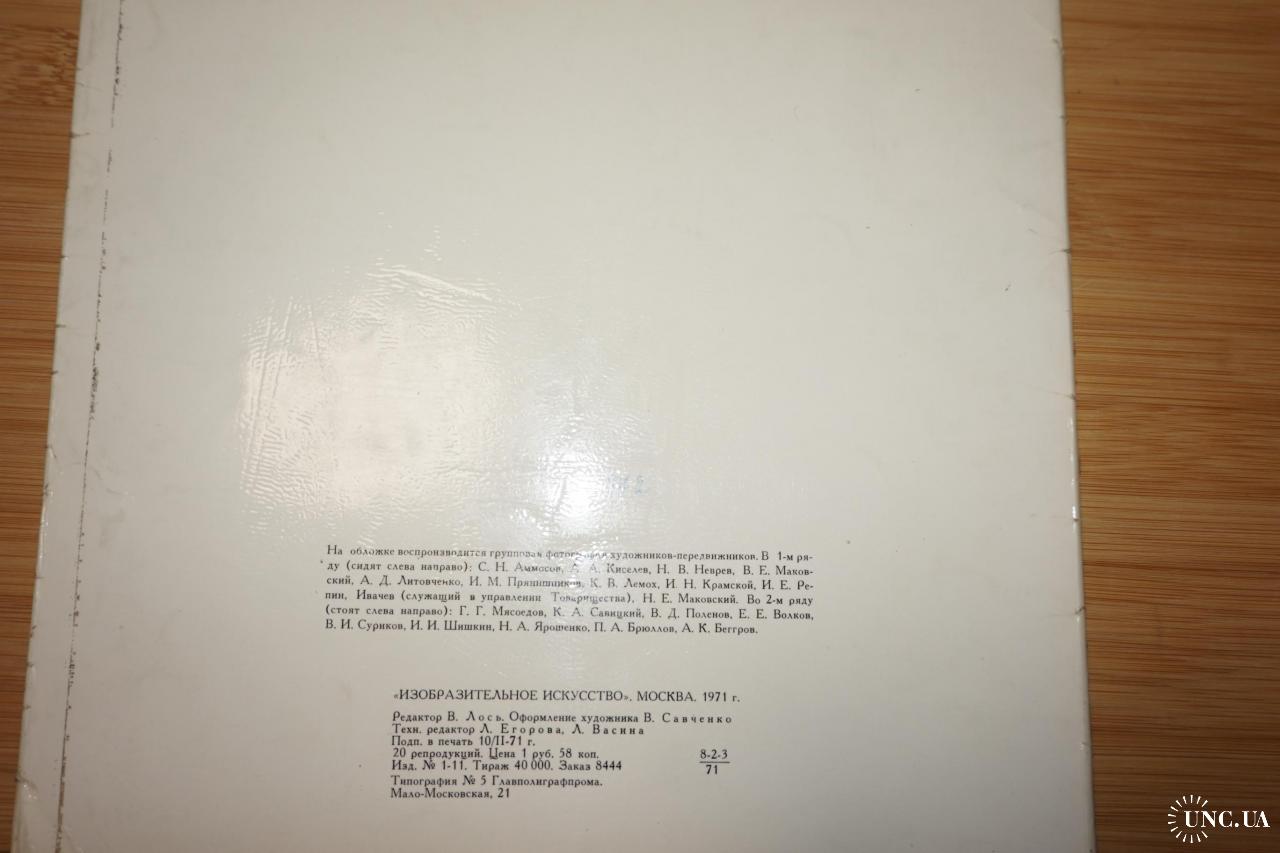 На обложке воспроизводится групповая фотография художников-передвижников. В 1-м ря-
ду (сидят слева направо): С. Н. Аммосов, А. А. Киселев, Н. В. Неврев, В. Е. Маков-
ский, А. Д. Литовченко, И. М. Прянишников, К. В. Лемох, И. Н. Крамской, И. Е. Ре-
пин, Ивачев (служащий в управлении Товарищества), Н. Е. Маковский. Во 2-м ряду
(стоят слева направо): Г. Г. Мясоедов, К. А. Савицкий, В. Д. Поленов, Е. Е. Волков,
В. И. Суриков, И. И. Шишкин, Н. А. Ярошенко, П. А. Брюллов, А. К. Беггров.
«ИЗОБРАЗИТЕЛЬНОЕ ИСКУССТВО». МОСКВА. 1971 г.
Редактор В. Лось. Оформление художника В. Савченко
Техн. редактор Л. Егорова, Л. Васина
Подп. в печать 10/II-71 г.
20 репродукций. Цена 1 руб. 58 коп.
Изд. № 1-11. Тираж 40 000. Заказ 8444
8-2-3
71
Типография № 5 Главполиграфпрома.
Мало-Московская, 21
UNC.UA